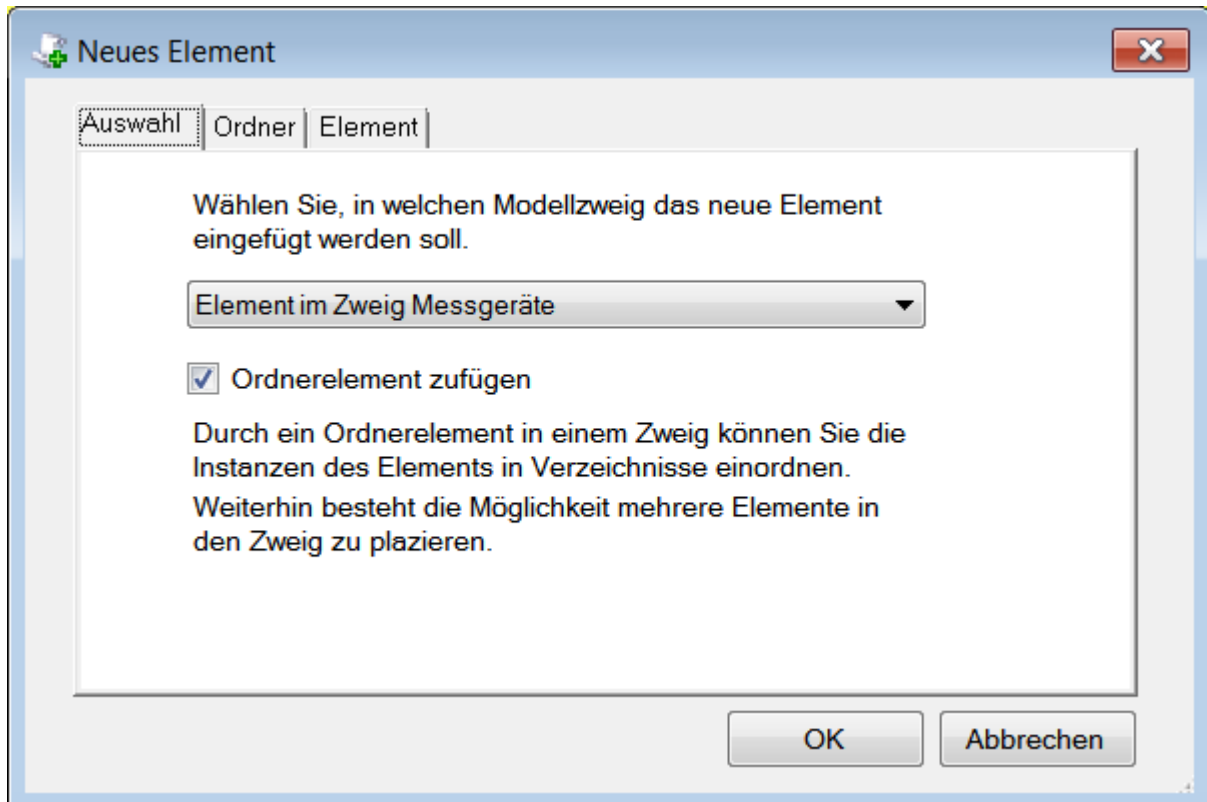 Neues Element
Auswahl Ordner Element
Wählen Sie, in welchen Modellzweig das neue Element
eingefügt werden soll.
Element im Zweig Messgeräte
Ordnerelement zufügen
Durch ein Ordnerelement in einem Zweig können Sie die
Instanzen des Elements in Verzeichnisse einordnen.
Weiterhin besteht die Möglichkeit mehrere Elemente in
den Zweig zu plazieren.
OK Abbrechen